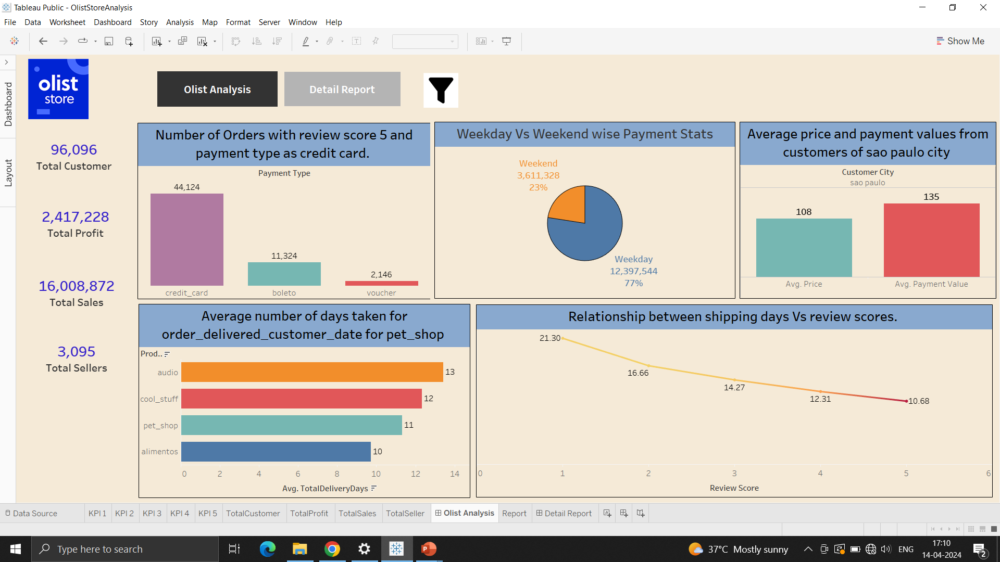 Tableau Public - OlistStoreAnalysis
File Data Worksheet Dashboard Story Analysis Map Format Server Window Help
Show Me
Dashboard
Layout
olist
store
Olist Analysis
Detail Report
96,096
Total Customer
2,417,228
Total Profit
16,008,872
Total Sales
3,095
Total Sellers
Number of Orders with review score 5 and
payment type as credit card.
Payment Type
44,124
11,324
2,146
credit_card boleto voucher
Weekday Vs Weekend wise Payment Stats
Weekend
3,611,328
23%
Weekday
12,397,544
77%
Average price and payment values from
customers of sao paulo city
Customer City
sao paulo
108
135
Avg. Price Avg. Payment Value
Average number of days taken for
order_delivered_customer_date for pet_shop
Prod..
audio 13
cool_stuff 12
pet_shop 11
alimentos 10
0 2 4 6 8 10 12 14
Avg. TotalDeliveryDays
Relationship between shipping days Vs review scores.
21.30
16.66
14.27
12.31
10.68
0 1 2 3 4 5 6
Review Score
Data Source KPI 1 KPI 2 KPI 3 KPI 4 KPI 5 TotalCustomer TotalProfit TotalSales TotalSeller Olist Analysis Report Detail Report
Type here to search
37°C Mostly sunny
ENG
17:10
14-04-2024
2